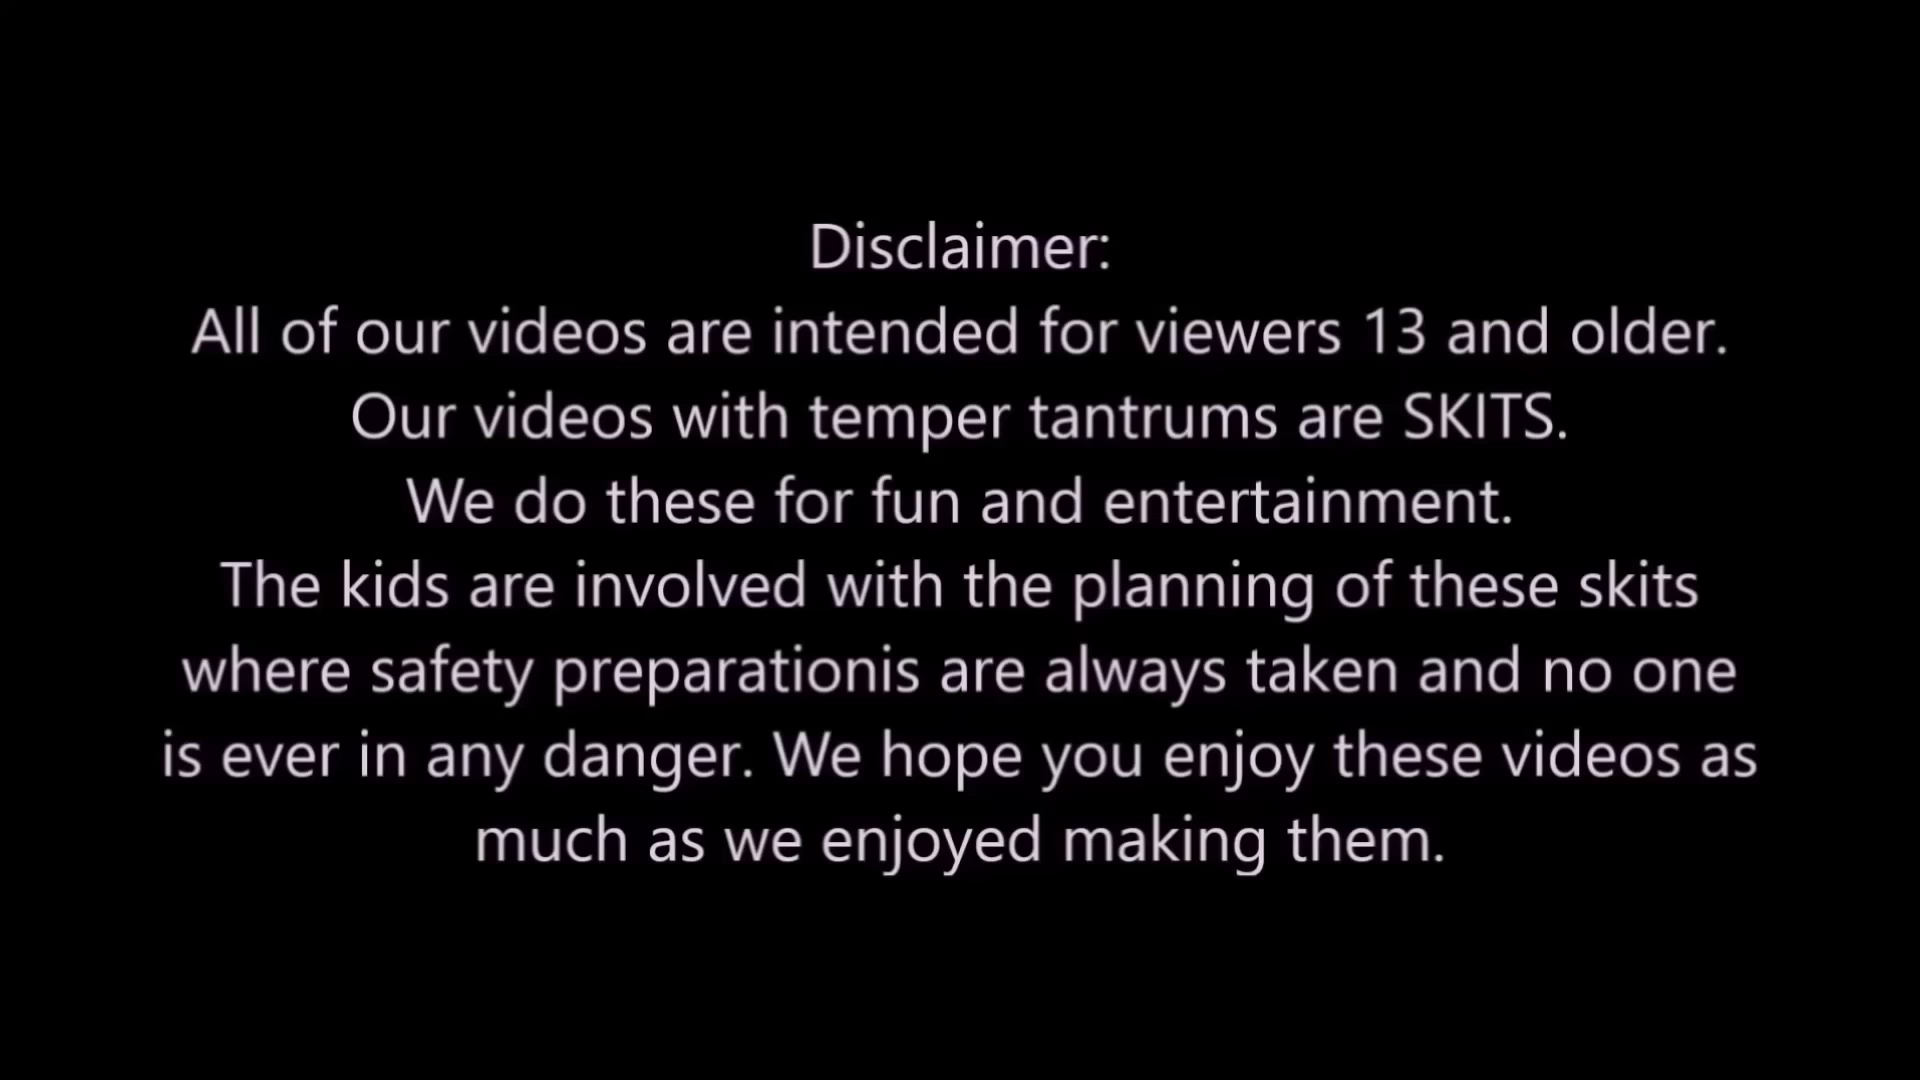 Disclaimer:
All of our videos are intended for viewers 13 and older.
Our videos with temper tantrums are SKITS.
We do these for fun and entertainment.
The kids are involved with the planning of these skits
where safety preparationis are always taken and no one
is ever in any danger. We hope you enjoy these videos as
much as we enjoyed making them.